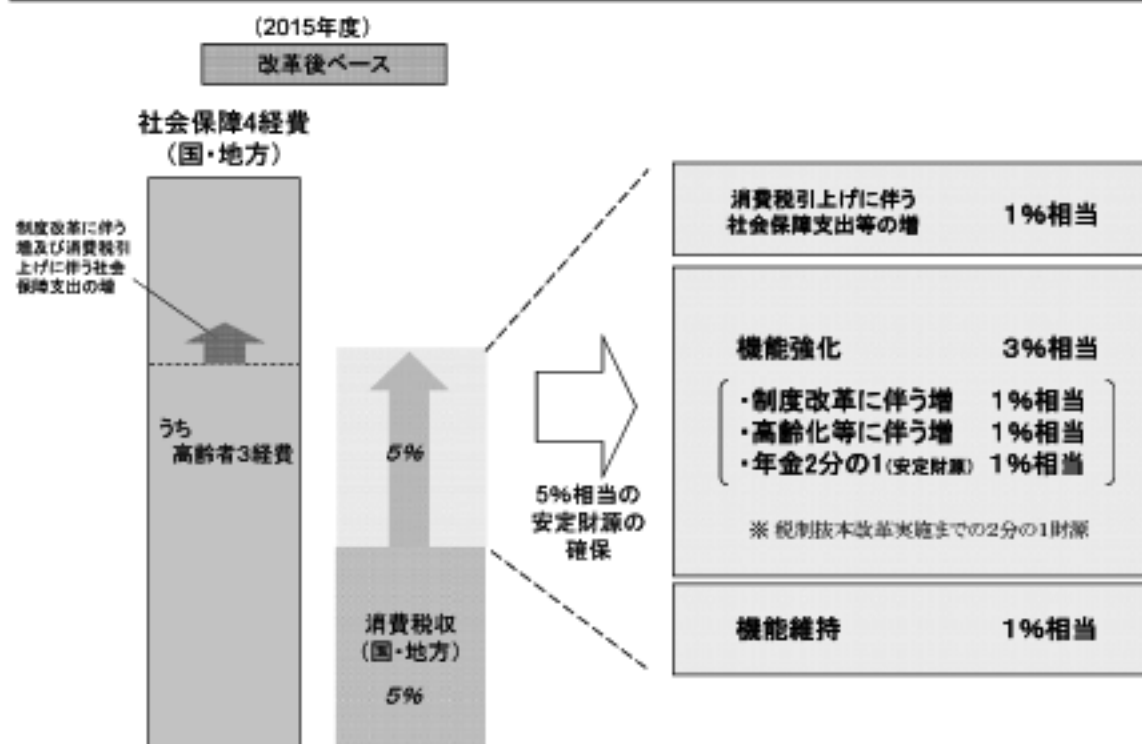 (2015年度)
改革後ベース
社会保障4経費
(国・地方)
制度改革に伴う
増及び消費税引
上げに伴う社会
保障支出の増
うち
高齢者3経費
5%
消費税収
(国・地方)
5%
5%相当の
安定財源の
確保
消費税引上げに伴う
社会保障支出等の増 1%相当
機能強化 3%相当
・制度改革に伴う増 1%相当
・高齢化等に伴う増 1%相当
・年金2分の1(安定財源) 1%相当
※ 税制抜本改革実施までの2分の1財源
機能維持 1%相当